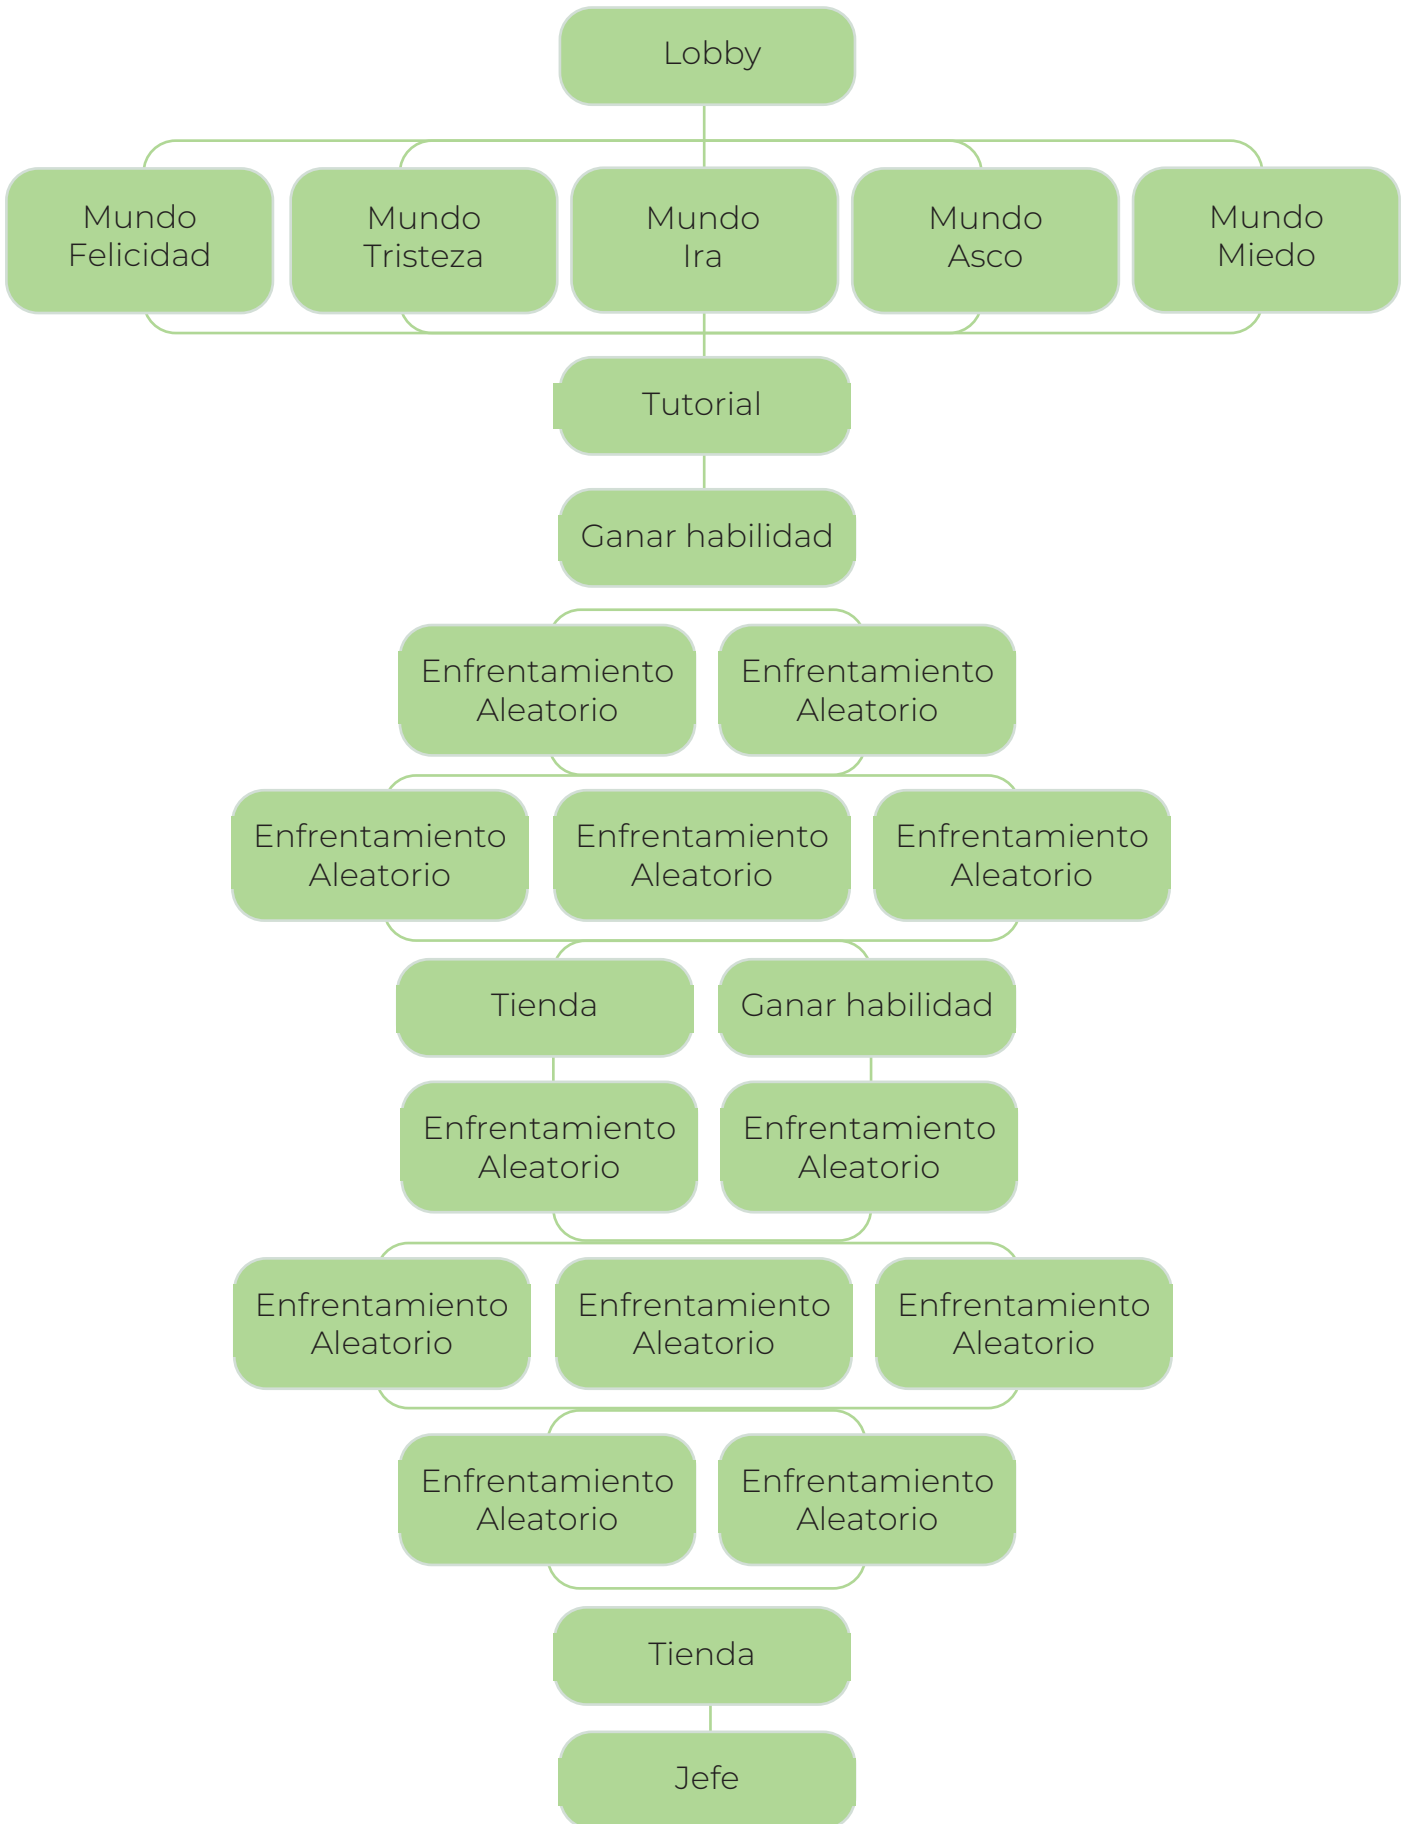 Lobby
Mundo
Felicidad
Mundo
Tristeza
Mundo
Ira
Mundo
Asco
Mundo
Miedo
Tutorial
Ganar habilidad
Enfrentamiento
Aleatorio
Enfrentamiento
Aleatorio
Enfrentamiento
Aleatorio
Enfrentamiento
Aleatorio
Enfrentamiento
Aleatorio
Tienda
Ganar habilidad
Enfrentamiento
Aleatorio
Enfrentamiento
Aleatorio
Enfrentamiento
Aleatorio
Enfrentamiento
Aleatorio
Enfrentamiento
Aleatorio
Enfrentamiento
Aleatorio
Enfrentamiento
Aleatorio
Tienda
Jefe